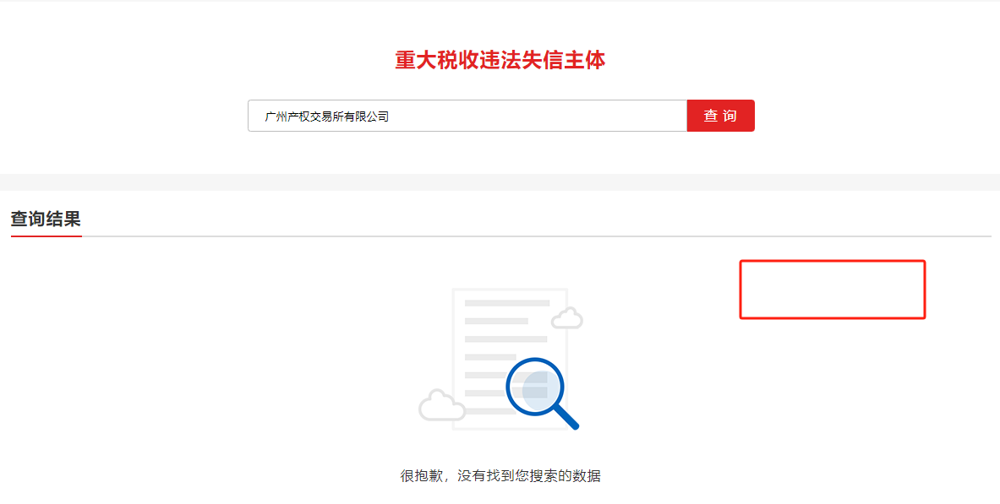 重大税收违法失信主体
广州产权交易所有限公司
查询
查询结果
很抱歉，没有找到您搜索的数据